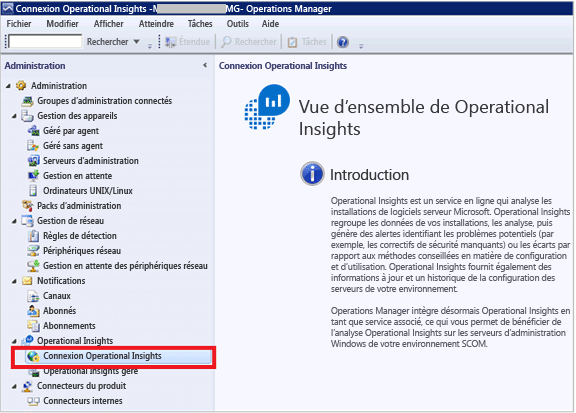 Connexion Operational Insights -M MG- Operations Manager
Fichier Modifier Afficher Atteindre Tâches Outils Aide
Rechercher Étendue Rechercher Tâches
Administration
Administration
Groupes d'administration connectés
Gestion des appareils
Géré par agent
Géré sans agent
Serveurs d'administration
Gestion en attente
Ordinateurs UNIX/Linux
Packs d'administration
Gestion de réseau
Règles de détection
Périphériques réseau
Gestion en attente des périphériques réseau
Notifications
Canaux
Abonnés
Abonnements
Operational Insights
Connexion Operational Insights
Operational Insights géré
Connecteurs du produit
Connecteurs internes
Connexion Operational Insights
Vue d'ensemble de Operational
Insights
Introduction
Operational Insights est un service en ligne qui analyse les
installations de logiciels serveur Microsoft. Operational Insights
regroupe les données de vos installations, les analyse, puis
génère des alertes identifiant les problèmes potentiels (par
exemple, les correctifs de sécurité manquants) ou les écarts par
rapport aux méthodes conseillées en matière de configuration
et d'utilisation. Operational Insights fournit également des
informations à jour et un historique de la configuration des
serveurs de votre environnement.
Operations Manager intègre désormais Operational Insights en
tant que service associé, ce qui vous permet de bénéficier de
l'analyse Operational Insights sur les serveurs d'administration
Windows de votre environnement SCOM.